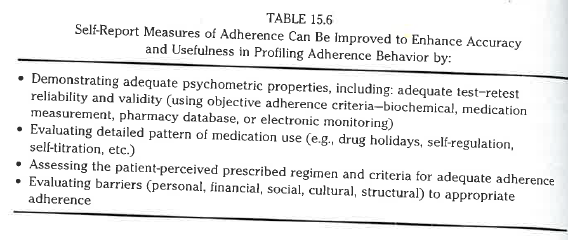 TABLE 15.6
Self-Report Measures of Adherence Can Be Improved to Enhance Accuracy
and Usefulness in Profiling Adherence Behavior by:
• Demonstrating adequate psychometric properties, including: adequate test–retest
reliability and validity (using objective adherence criteria—biochemical, medication
measurement, pharmacy database, or electronic monitoring)
• Evaluating detailed pattern of medication use (e.g., drug holidays, self-regulation,
self-titration, etc.)
• Assessing the patient-perceived prescribed regimen and criteria for adequate adherence
• Evaluating barriers (personal, financial, social, cultural, structural) to appropriate
adherence